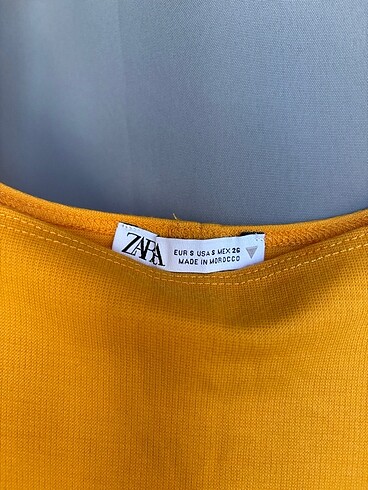 ZARA
EUR S USA S MEX 26
MADE IN MOROCCO